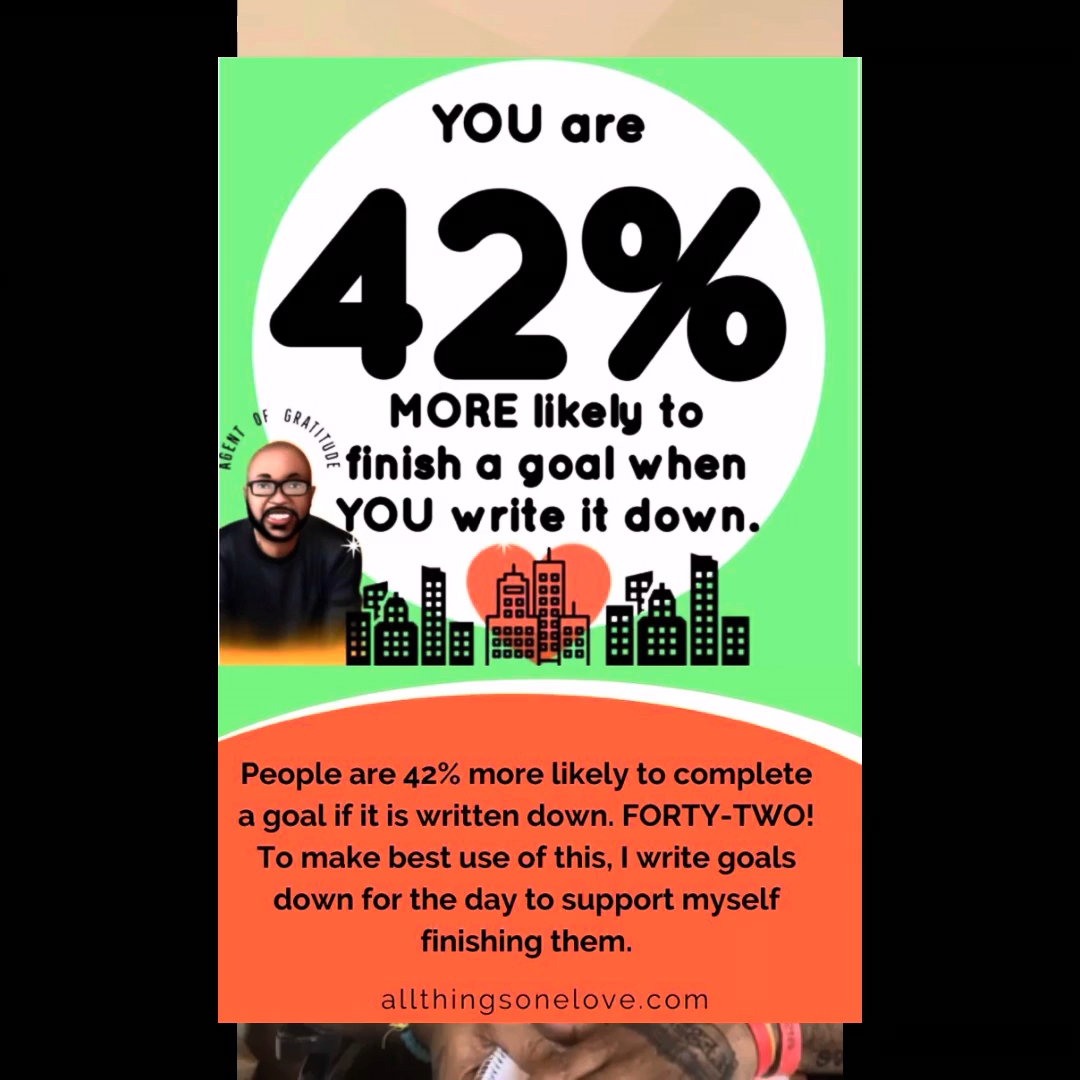 YOU are
42%
MORE likely to
finish a goal when
YOU write it down.
AGENT OF GRATITUDE
People are 42% more likely to complete
a goal if it is written down. FORTY-TWO!
To make best use of this, I write goals
down for the day to support myself
finishing them.
allthingsonelove.com